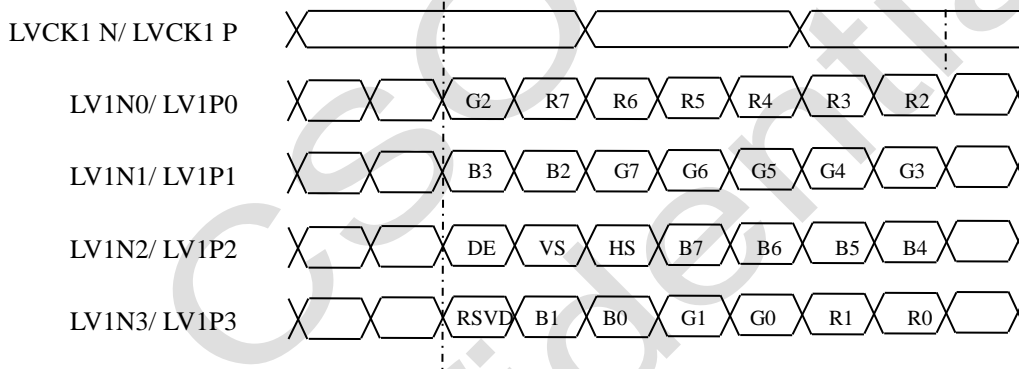 LVCK1 N/ LVCK1 P
LV1N0/ LV1P0 G2 R7 R6 R5 R4 R3 R2
LV1N1/ LV1P1 B3 B2 G7 G6 G5 G4 G3
LV1N2/ LV1P2 DE VS HS B7 B6 B5 B4
LV1N3/ LV1P3 RSVD B1 B0 G1 G0 R1 R0